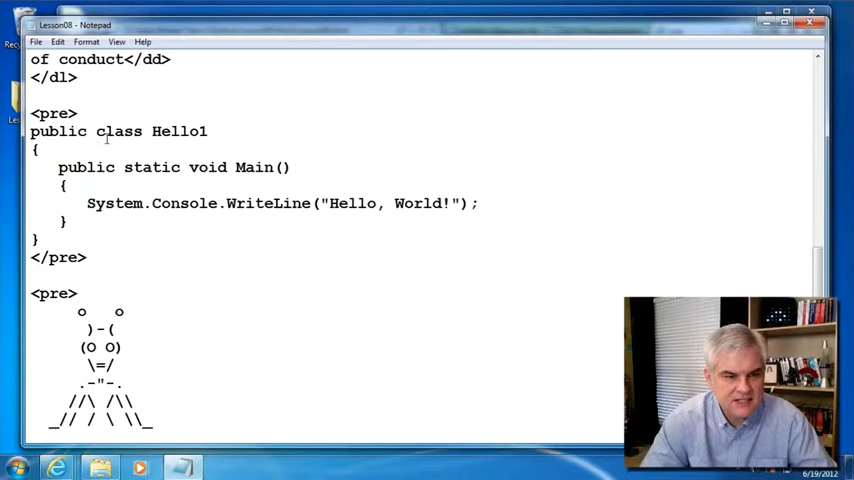 Lesson08 - Notepad
File Edit Format View Help
of conduct</dd>
</dl>
<pre>
public class Hello1
{
   public static void Main()
   {
      System.Console.WriteLine("Hello, World!");
   }
}
</pre>
<pre>
     o   o
      )-(
     (O O)
      \=/
     .-"-.
    //\ /\\
  _// / \ \\_
6/19/2012